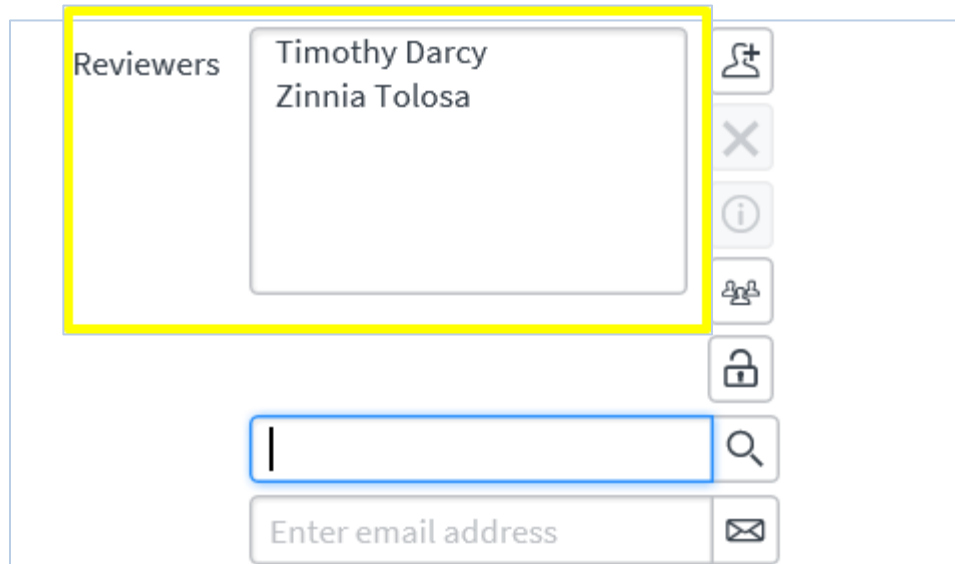 Reviewers
Timothy Darcy
Zinnia Tolosa
Enter email address